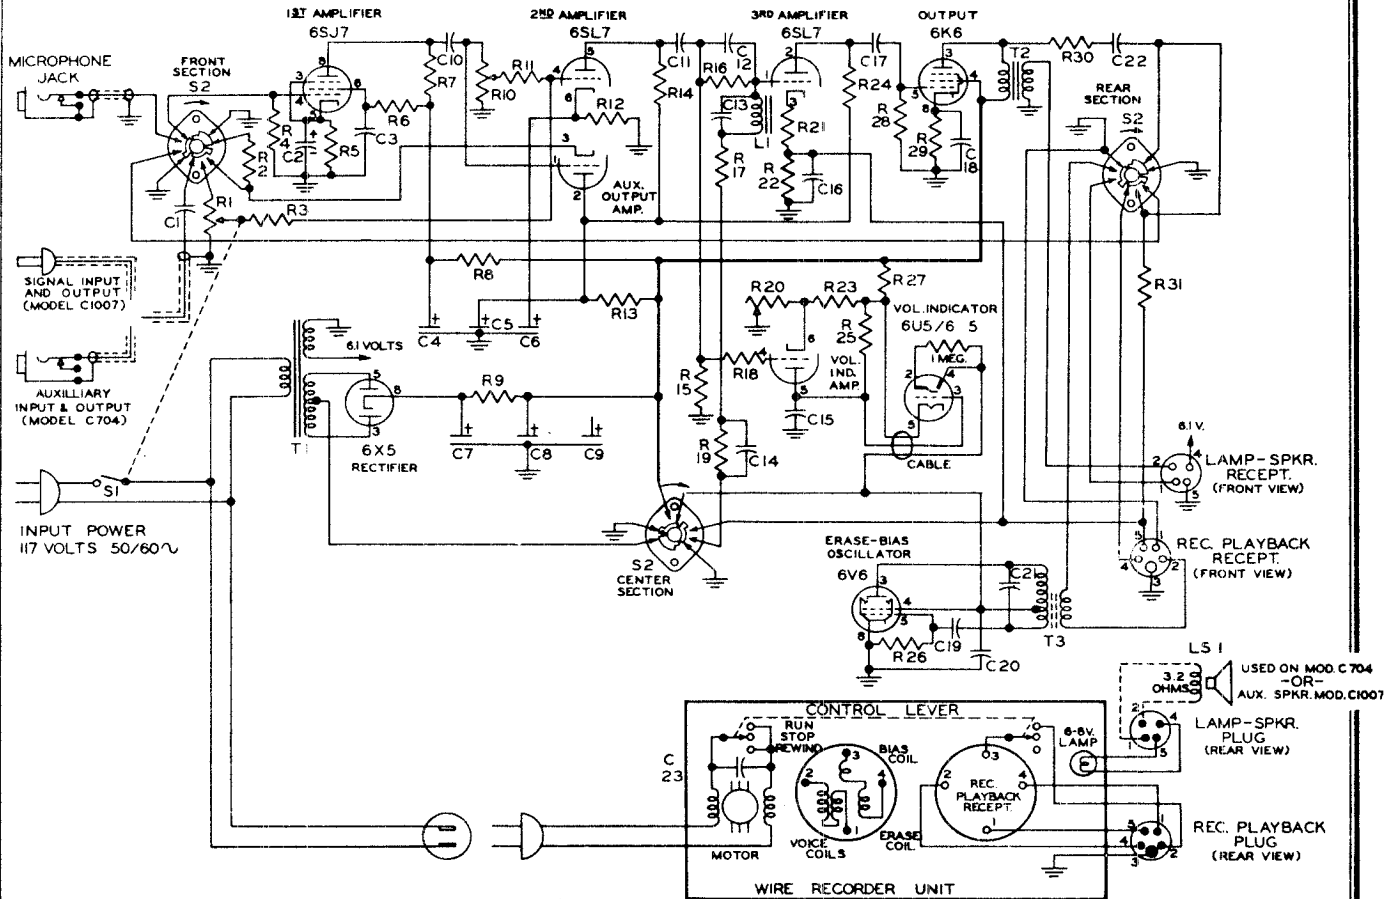 1ST AMPLIFIER
6SJ7
2ND AMPLIFIER
6SL7
3RD AMPLIFIER
6SL7
OUTPUT
6K6
MICROPHONE
JACK
FRONT
SECTION
S2
C10
R7
R10
R11
C11
R14
C12
R16
C13
L1
R21
C17
R24
R28
R29
C18
T2
R30
C22
REAR
SECTION
S2
R4
C2
R5
C3
R6
R12
R2
R17
R22
C16
AUX.
OUTPUT
AMP.
C1
R1
R3
SIGNAL INPUT
AND OUTPUT
(MODEL C1007)
R8
R27
R31
R20
R23
VOL. INDICATOR
6U5/6 5
1 MEG.
R25
C4
C5
C6
R13
6.1 VOLTS
AUXILLIARY
INPUT & OUTPUT
(MODEL C704)
R15
R18
VOL.
IND.
AMP.
C15
R9
T1
6X5
RECTIFIER
C7
C8
C9
R19
C14
CABLE
6.1 V.
LAMP-SPKR.
RECEPT.
(FRONT VIEW)
S1
INPUT POWER
117 VOLTS 50/60~
S2
CENTER
SECTION
ERASE-BIAS
OSCILLATOR
6V6
C21
REC. PLAYBACK
RECEPT.
(FRONT VIEW)
R26
C19
C20
T3
LS 1
3.2
OHMS
USED ON MOD. C704
-OR-
AUX. SPKR. MOD. C1007
CONTROL LEVER
RUN
STOP
REWIND
C
23
BIAS
COIL
6-8V.
LAMP
LAMP-SPKR.
PLUG
(REAR VIEW)
REC.
PLAYBACK
RECEPT.
MOTOR
VOICE
COILS
ERASE
COIL
REC. PLAYBACK
PLUG
(REAR VIEW)
WIRE RECORDER UNIT